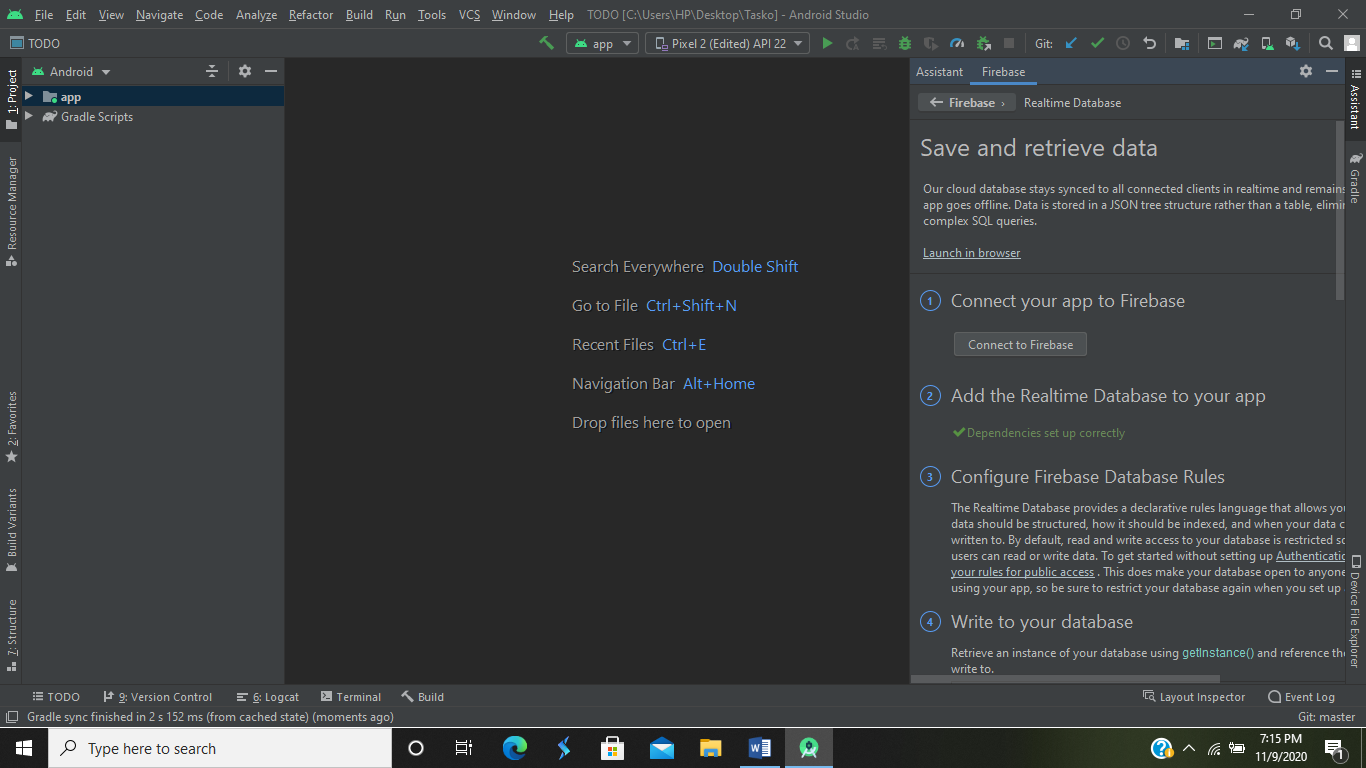 File Edit View Navigate Code Analyze Refactor Build Run Tools VCS Window Help TODO [C:\Users\HP\Desktop\Tasko] - Android Studio
TODO app Pixel 2 (Edited) API 22 Git:
Android
app
Gradle Scripts
1: Project
Resource Manager
2: Favorites
Build Variants
7: Structure
Search Everywhere Double Shift
Go to File Ctrl+Shift+N
Recent Files Ctrl+E
Navigation Bar Alt+Home
Drop files here to open
Assistant Firebase
Firebase › Realtime Database
Save and retrieve data
Our cloud database stays synced to all connected clients in realtime and remains
app goes offline. Data is stored in a JSON tree structure rather than a table, elimin
complex SQL queries.
Launch in browser
1 Connect your app to Firebase
Connect to Firebase
2 Add the Realtime Database to your app
Dependencies set up correctly
3 Configure Firebase Database Rules
The Realtime Database provides a declarative rules language that allows you
data should be structured, how it should be indexed, and when your data c
written to. By default, read and write access to your database is restricted so
users can read or write data. To get started without setting up Authenticatio
your rules for public access . This does make your database open to anyone
using your app, so be sure to restrict your database again when you set up
4 Write to your database
Retrieve an instance of your database using getInstance() and reference the
write to.
Assistant
Gradle
Device File Explorer
TODO 9: Version Control 6: Logcat Terminal Build Layout Inspector Event Log
Gradle sync finished in 2 s 152 ms (from cached state) (moments ago) Git: master
Type here to search
7:15 PM
11/9/2020
1